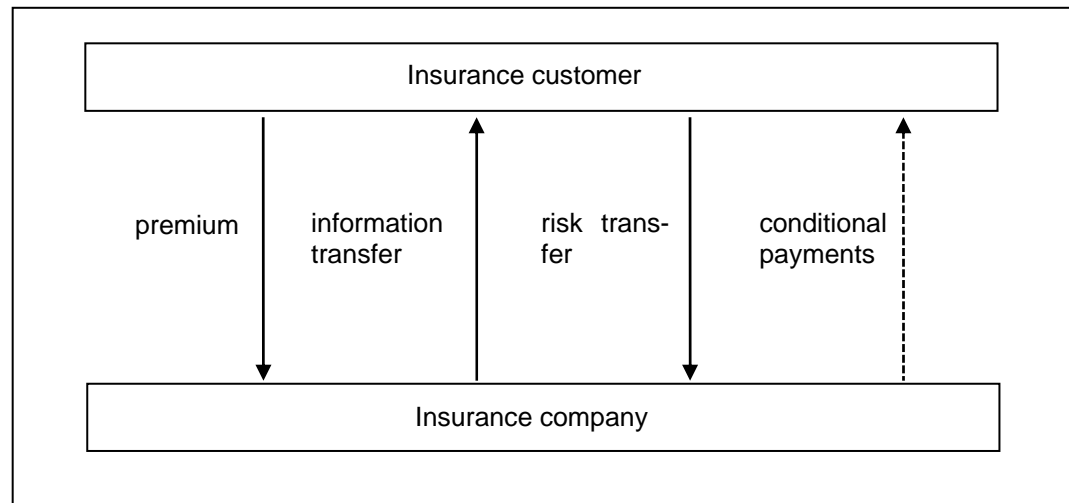 Insurance customer
premium
information
transfer
risk trans-
fer
conditional
payments
Insurance company